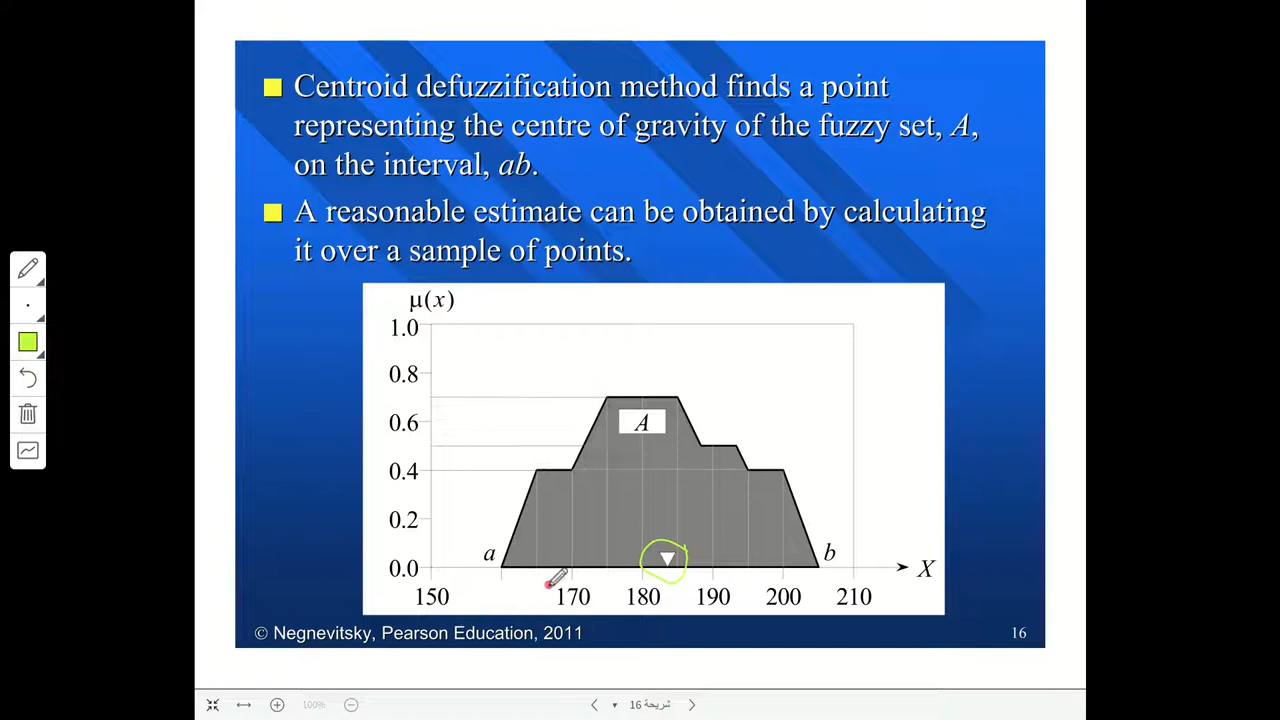 Centroid defuzzification method finds a point
representing the centre of gravity of the fuzzy set, A,
on the interval, ab.
A reasonable estimate can be obtained by calculating
it over a sample of points.
μ(x)
1.0
0.8
0.6
0.4
0.2
0.0
A
a
b
X
150 170 180 190 200 210
© Negnevitsky, Pearson Education, 2011
16
100%
شريحة 16